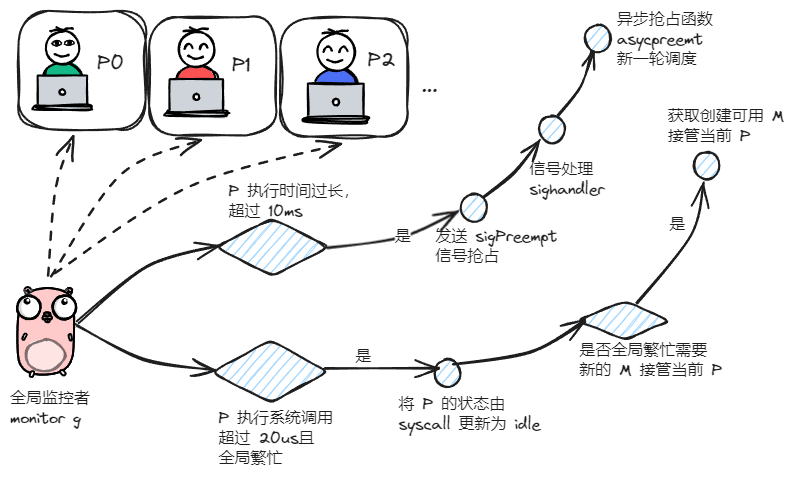 P0
P1
P2
...
异步抢占函数
asycpreemt
新一轮调度
获取创建可用 M
接管当前 P
信号处理
sighandler
P 执行时间过长,
超过 10ms
是
发送 sigPreempt
信号抢占
是
全局监控者
monitor g
是
P 执行系统调用
超过 20us且
全局繁忙
将 P 的状态由
syscall 更新为 idle
是否全局繁忙需要
新的 M 接管当前 P